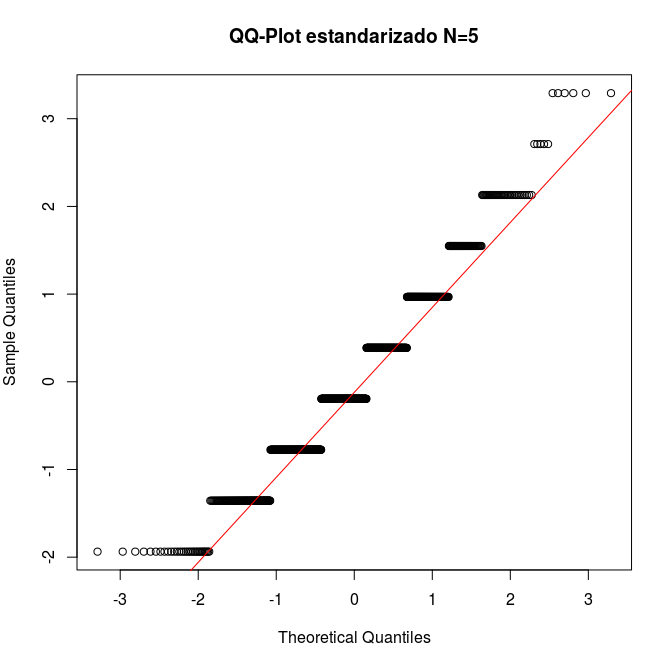 QQ-Plot estandarizado N=5
Sample Quantiles
3
2
1
0
-1
-2
-3 -2 -1 0 1 2 3
Theoretical Quantiles